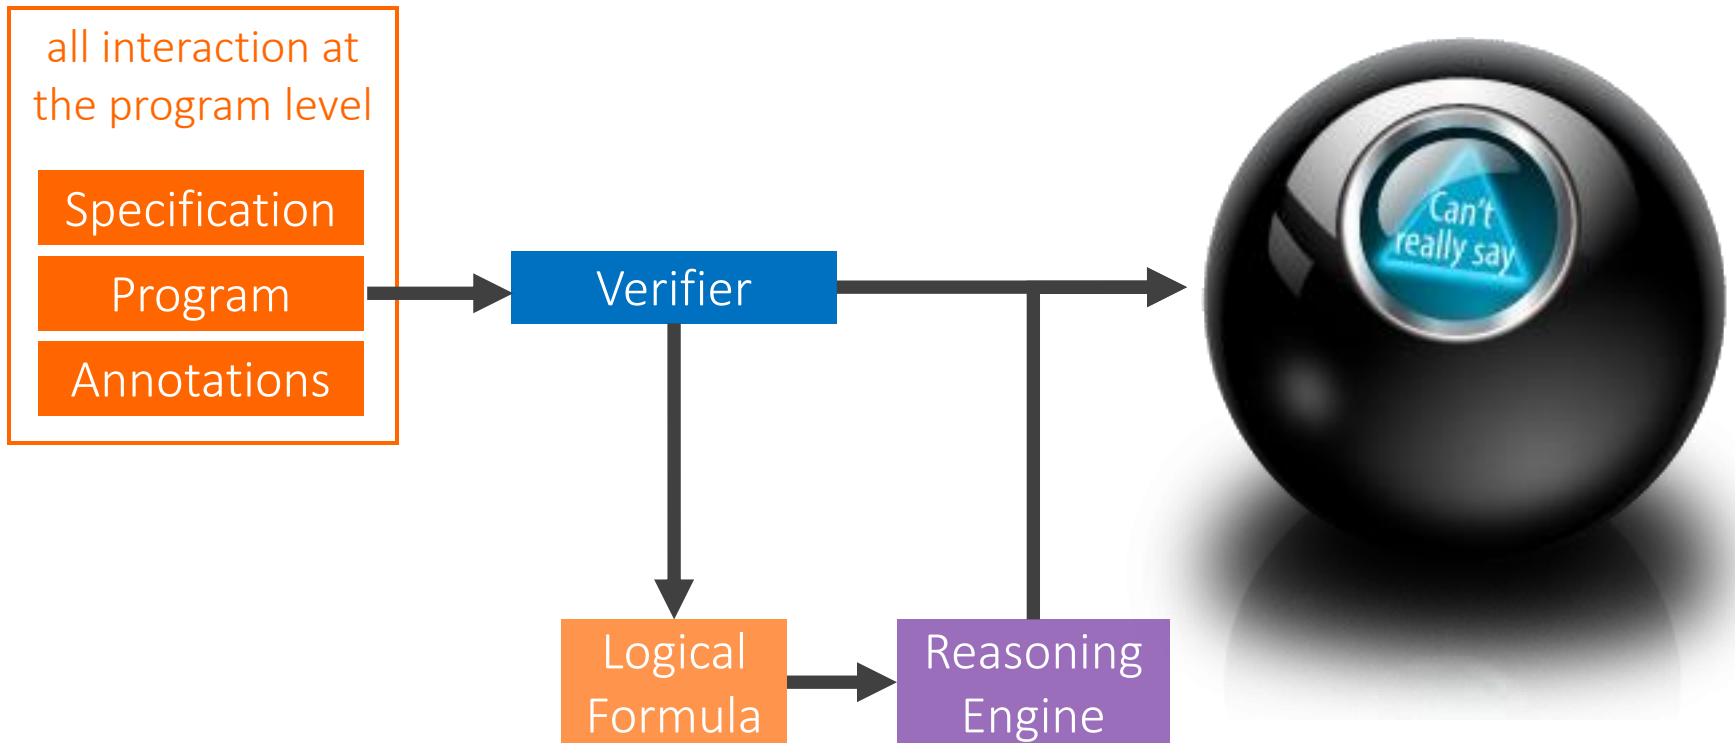 all interaction at
the program level
Specification
Program
Annotations
Verifier
Logical
Formula
Reasoning
Engine
Can't
really say